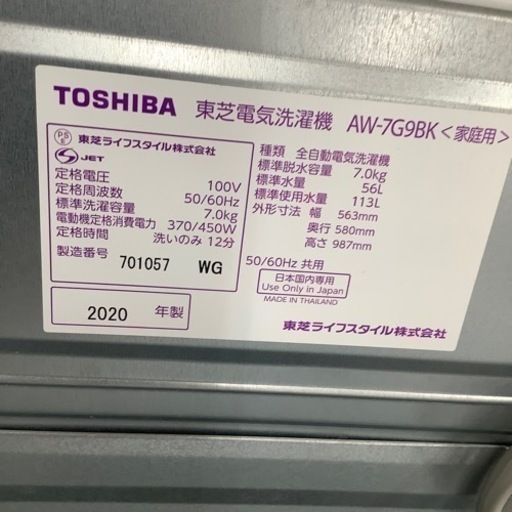 TOSHIBA 東芝電気洗濯機 AW-7G9BK<家庭用>
PS E 東芝ライフスタイル株式会社
S JET
定格電圧 100V
定格周波数 50/60Hz
標準洗濯容量 7.0kg
電動機定格消費電力 370/450W
定格時間 洗いのみ 12分
製造番号 701057 WG
2020 年製
種類 全自動電気洗濯機
標準脱水容量 7.0kg
標準水量 56L
標準使用水量 113L
外形寸法 幅 563mm
奥行 580mm
高さ 987mm
50/60Hz 共用
日本国内専用
Use Only in Japan
MADE IN THAILAND
東芝ライフスタイル株式会社